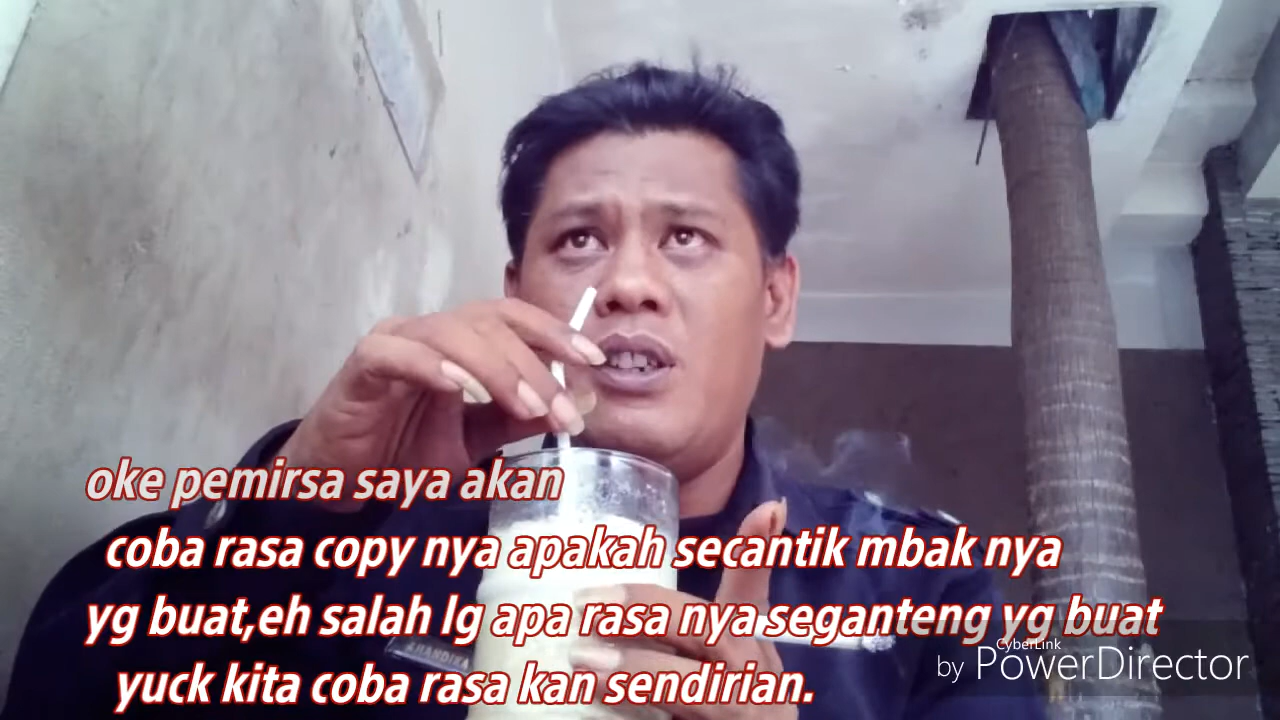 oke pemirsa saya akan
coba rasa copy nya apakah secantik mbak nya
yg buat,eh salah lg apa rasa nya seganteng yg buat
yuck kita coba rasa kan sendirian.
CyberLink
by PowerDirector